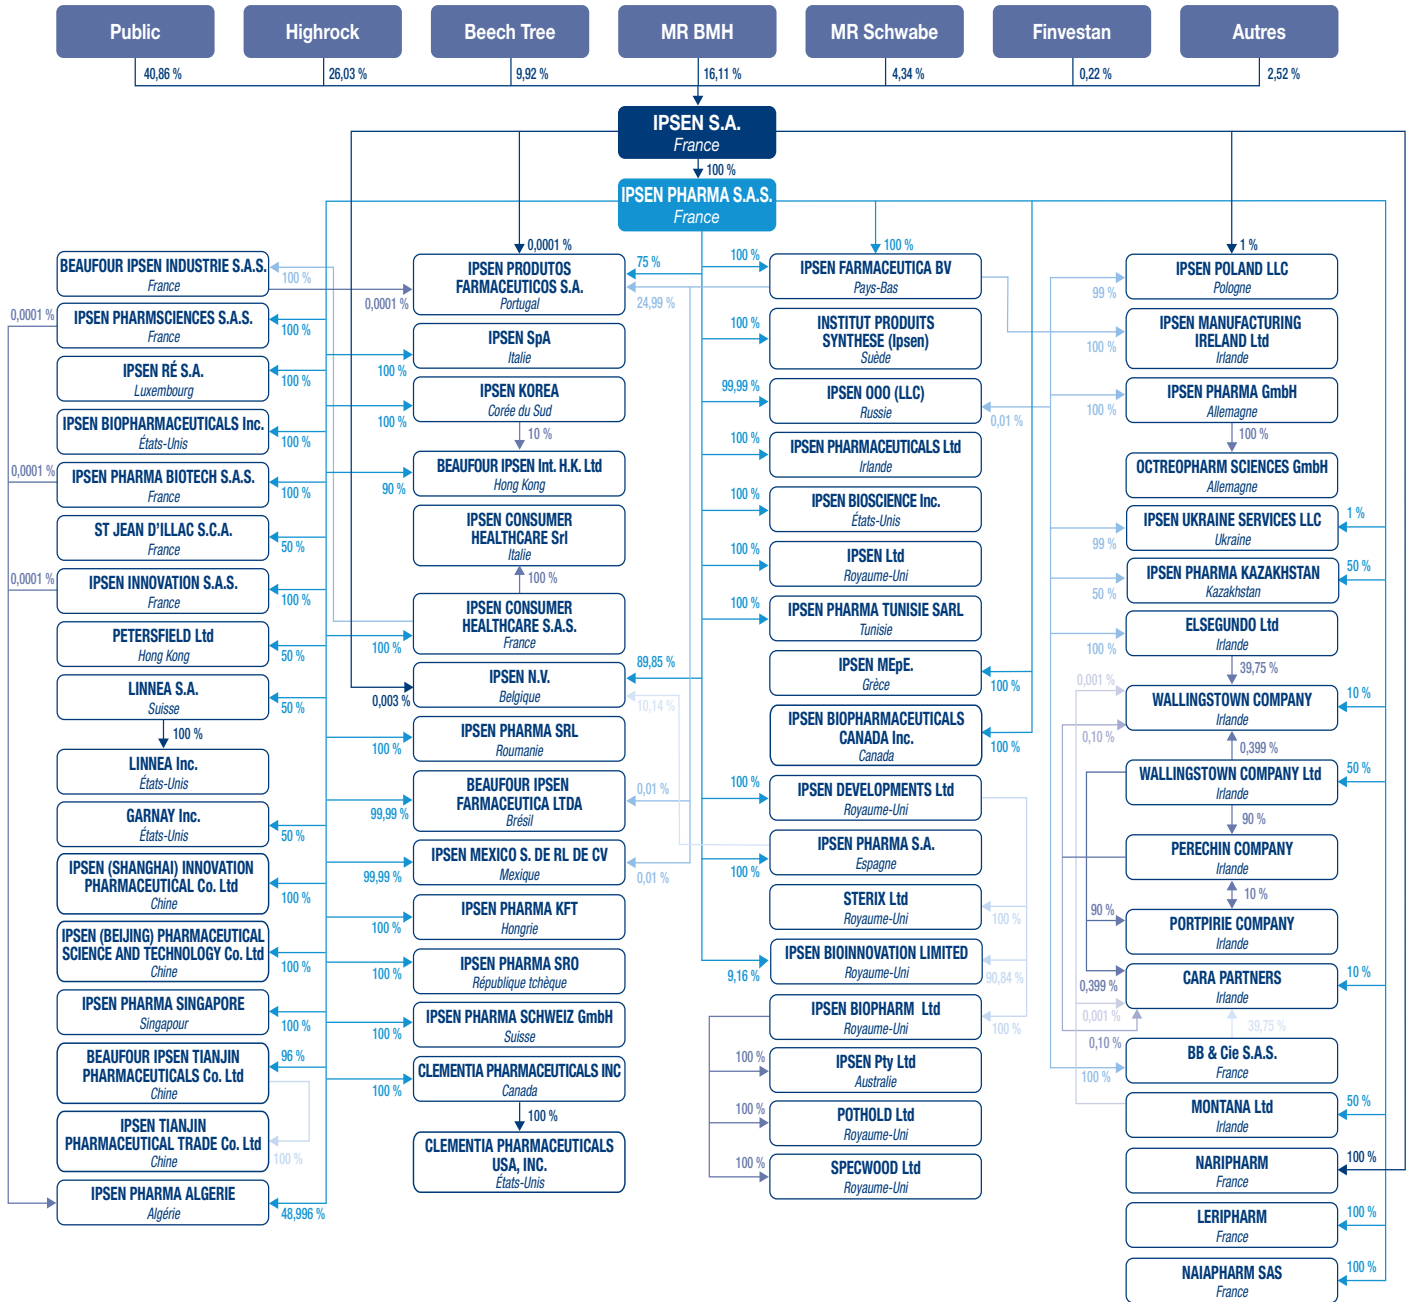 Public
Highrock
Beech Tree
MR BMH
MR Schwabe
Finvestan
Autres
40,86 %
26,03 %
9,92 %
16,11 %
4,34 %
0,22 %
2,52 %
IPSEN S.A.
France
100 %
IPSEN PHARMA S.A.S.
France
BEAUFOUR IPSEN INDUSTRIE S.A.S.
France
100 %
0,0001 %
IPSEN PHARMSCIENCES S.A.S.
France
0,0001 %
100 %
IPSEN RÉ S.A.
Luxembourg
100 %
IPSEN BIOPHARMACEUTICALS Inc.
États-Unis
100 %
IPSEN PHARMA BIOTECH S.A.S.
France
0,0001 %
100 %
ST JEAN D'ILLAC S.C.A.
France
50 %
IPSEN INNOVATION S.A.S.
France
0,0001 %
100 %
PETERSFIELD Ltd
Hong Kong
50 %
LINNEA S.A.
Suisse
50 %
100 %
LINNEA Inc.
États-Unis
GARNAY Inc.
États-Unis
50 %
IPSEN (SHANGHAI) INNOVATION
PHARMACEUTICAL Co. Ltd
Chine
100 %
IPSEN (BEIJING) PHARMACEUTICAL
SCIENCE AND TECHNOLOGY Co. Ltd
Chine
100 %
IPSEN PHARMA SINGAPORE
Singapour
100 %
BEAUFOUR IPSEN TIANJIN
PHARMACEUTICALS Co. Ltd
Chine
96 %
IPSEN TIANJIN
PHARMACEUTICAL TRADE Co. Ltd
Chine
100 %
IPSEN PHARMA ALGERIE
Algérie
48,996 %
0,0001 %
IPSEN PRODUTOS
FARMACEUTICOS S.A.
Portugal
75 %
24,99 %
IPSEN SpA
Italie
100 %
IPSEN KOREA
Corée du Sud
100 %
10 %
BEAUFOUR IPSEN Int. H.K. Ltd
Hong Kong
90 %
IPSEN CONSUMER
HEALTHCARE Srl
Italie
100 %
IPSEN CONSUMER
HEALTHCARE S.A.S.
France
100 %
IPSEN N.V.
Belgique
0,003 %
89,85 %
10,14 %
IPSEN PHARMA SRL
Roumanie
100 %
BEAUFOUR IPSEN
FARMACEUTICA LTDA
Brésil
99,99 %
0,01 %
IPSEN MEXICO S. DE RL DE CV
Mexique
99,99 %
0,01 %
IPSEN PHARMA KFT
Hongrie
100 %
IPSEN PHARMA SRO
République tchèque
100 %
IPSEN PHARMA SCHWEIZ GmbH
Suisse
100 %
CLEMENTIA PHARMACEUTICALS INC
Canada
100 %
100 %
CLEMENTIA PHARMACEUTICALS
USA, INC.
États-Unis
100 %
100 %
IPSEN FARMACEUTICA BV
Pays-Bas
100 %
INSTITUT PRODUITS
SYNTHESE (Ipsen)
Suède
99,99 %
IPSEN OOO (LLC)
Russie
0,01 %
100 %
IPSEN PHARMACEUTICALS Ltd
Irlande
100 %
IPSEN BIOSCIENCE Inc.
États-Unis
100 %
IPSEN Ltd
Royaume-Uni
100 %
IPSEN PHARMA TUNISIE SARL
Tunisie
IPSEN MEpE.
Grèce
100 %
IPSEN BIOPHARMACEUTICALS
CANADA Inc.
Canada
100 %
100 %
IPSEN DEVELOPMENTS Ltd
Royaume-Uni
IPSEN PHARMA S.A.
Espagne
100 %
STERIX Ltd
Royaume-Uni
100 %
IPSEN BIOINNOVATION LIMITED
Royaume-Uni
9,16 %
90,84 %
IPSEN BIOPHARM Ltd
Royaume-Uni
100 %
100 %
IPSEN Pty Ltd
Australie
100 %
POTHOLD Ltd
Royaume-Uni
100 %
SPECWOOD Ltd
Royaume-Uni
1 %
IPSEN POLAND LLC
Pologne
99 %
IPSEN MANUFACTURING
IRELAND Ltd
Irlande
100 %
IPSEN PHARMA GmbH
Allemagne
100 %
100 %
OCTREOPHARM SCIENCES GmbH
Allemagne
IPSEN UKRAINE SERVICES LLC
Ukraine
99 %
1 %
IPSEN PHARMA KAZAKHSTAN
Kazakhstan
50 %
50 %
ELSEGUNDO Ltd
Irlande
100 %
39,75 %
0,001 %
WALLINGSTOWN COMPANY
Irlande
10 %
0,10 %
0,399 %
WALLINGSTOWN COMPANY Ltd
Irlande
50 %
90 %
PERECHIN COMPANY
Irlande
10 %
90 %
PORTPIRIE COMPANY
Irlande
CARA PARTNERS
Irlande
10 %
0,399 %
0,001 %
39,75 %
0,10 %
BB & Cie S.A.S.
France
100 %
MONTANA Ltd
Irlande
50 %
NARIPHARM
France
100 %
LERIPHARM
France
100 %
NAIAPHARM SAS
France
100 %